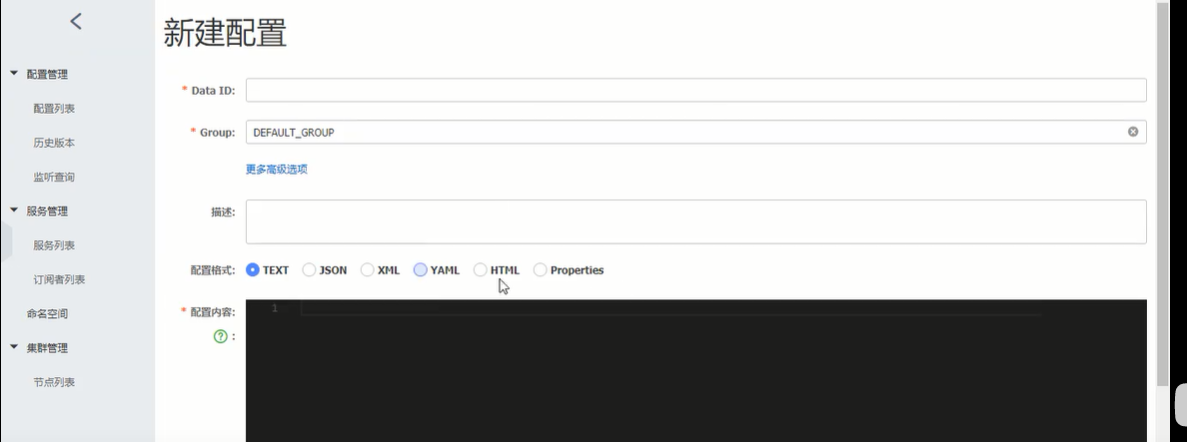 新建配置
配置管理
配置列表
历史版本
监听查询
服务管理
服务列表
订阅者列表
命名空间
集群管理
节点列表
* Data ID:
* Group: DEFAULT_GROUP
更多高级选项
描述:
配置格式: TEXT JSON XML YAML HTML Properties
* 配置内容: 1
? :